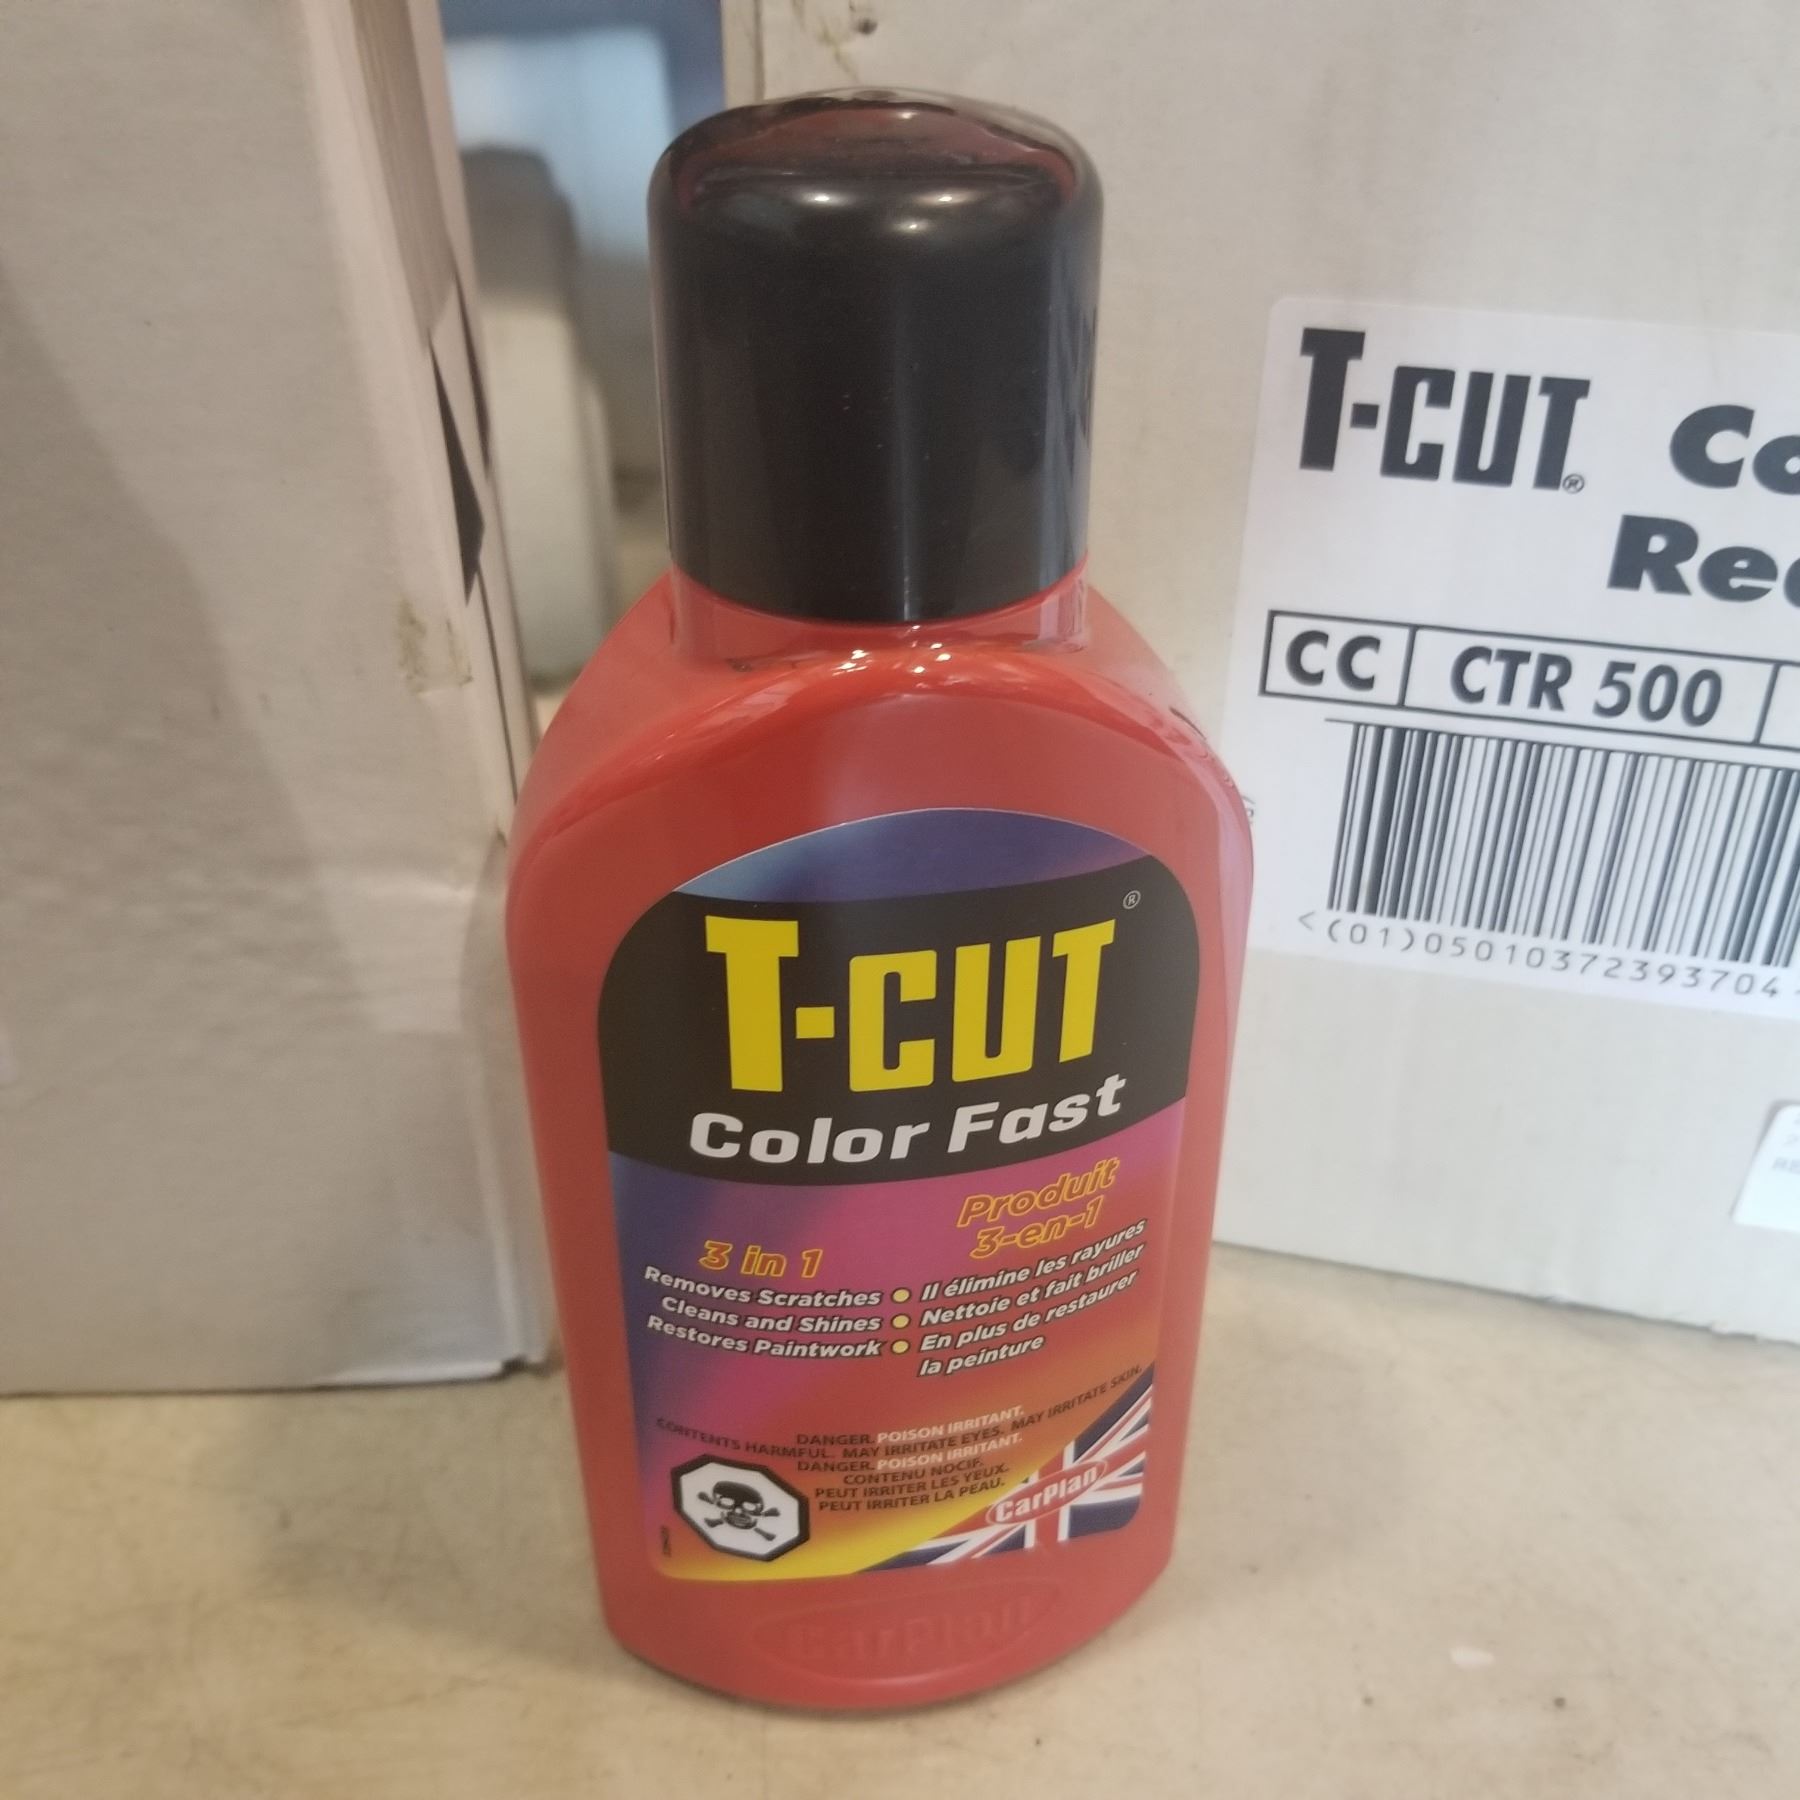 T-CUT®
Color Fast
3 in 1
Removes Scratches
Cleans and Shines
Restores Paintwork
Produit
3-en-1
Il élimine les rayures
Nettoie et fait briller
En plus de restaurer
la peinture
DANGER. POISON IRRITANT.
CONTENTS HARMFUL. MAY IRRITATE EYES. MAY IRRITATE SKIN.
DANGER. POISON IRRITANT.
CONTENU NOCIF.
PEUT IRRITER LES YEUX.
PEUT IRRITER LA PEAU.
CarPlan
CarPlan
T-CUT® Co
Red
CC CTR 500
<(01)05010372393704